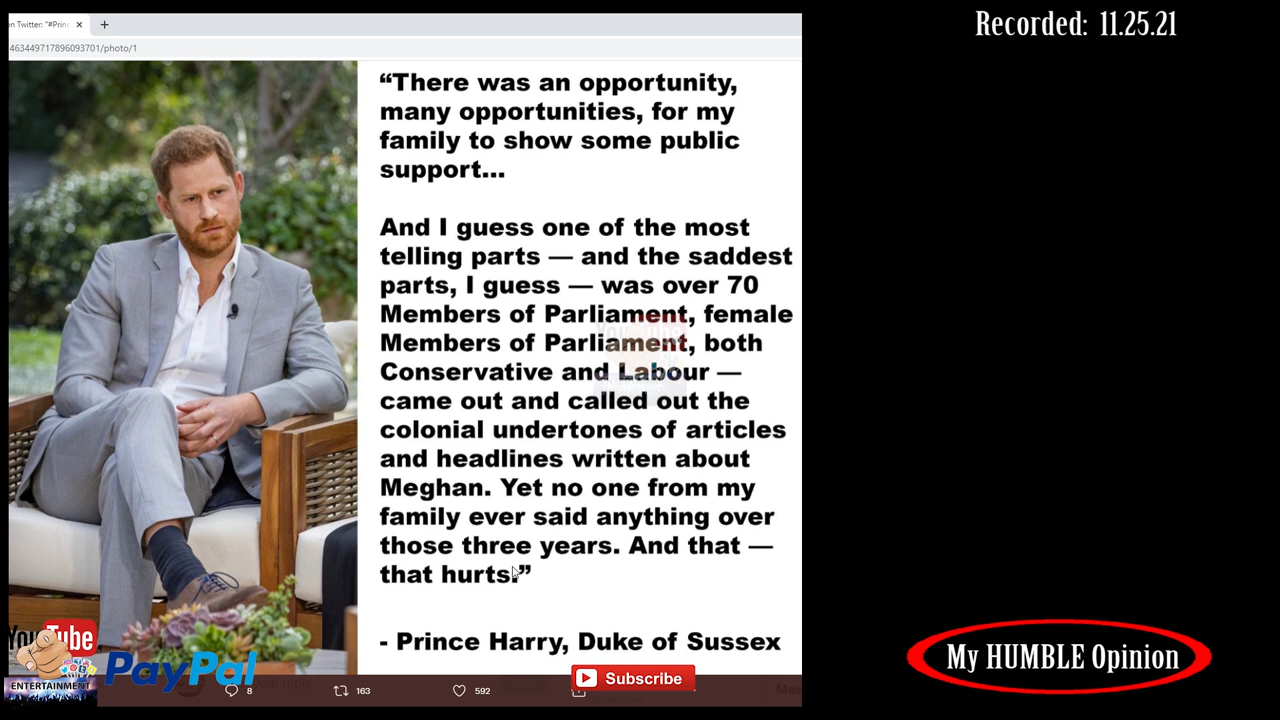 on Twitter: "#Princ
Recorded: 11.25.21
463449717896093701/photo/1
“There was an opportunity,
many opportunities, for my
family to show some public
support...
And I guess one of the most
telling parts — and the saddest
parts, I guess — was over 70
Members of Parliament, female
Members of Parliament, both
Conservative and Labour —
came out and called out the
colonial undertones of articles
and headlines written about
Meghan. Yet no one from my
family ever said anything over
those three years. And that —
that hurts.”
- Prince Harry, Duke of Sussex
YouTube
PayPal
ENTERTAINMENT
Subscribe
8
163
592
My HUMBLE Opinion